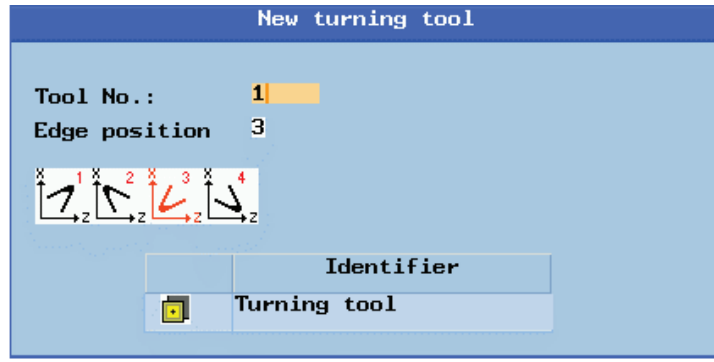 New turning tool
Tool No.: 1
Edge position 3
X 1 X 2 X 3 X 4
Z Z Z Z
Identifier
Turning tool